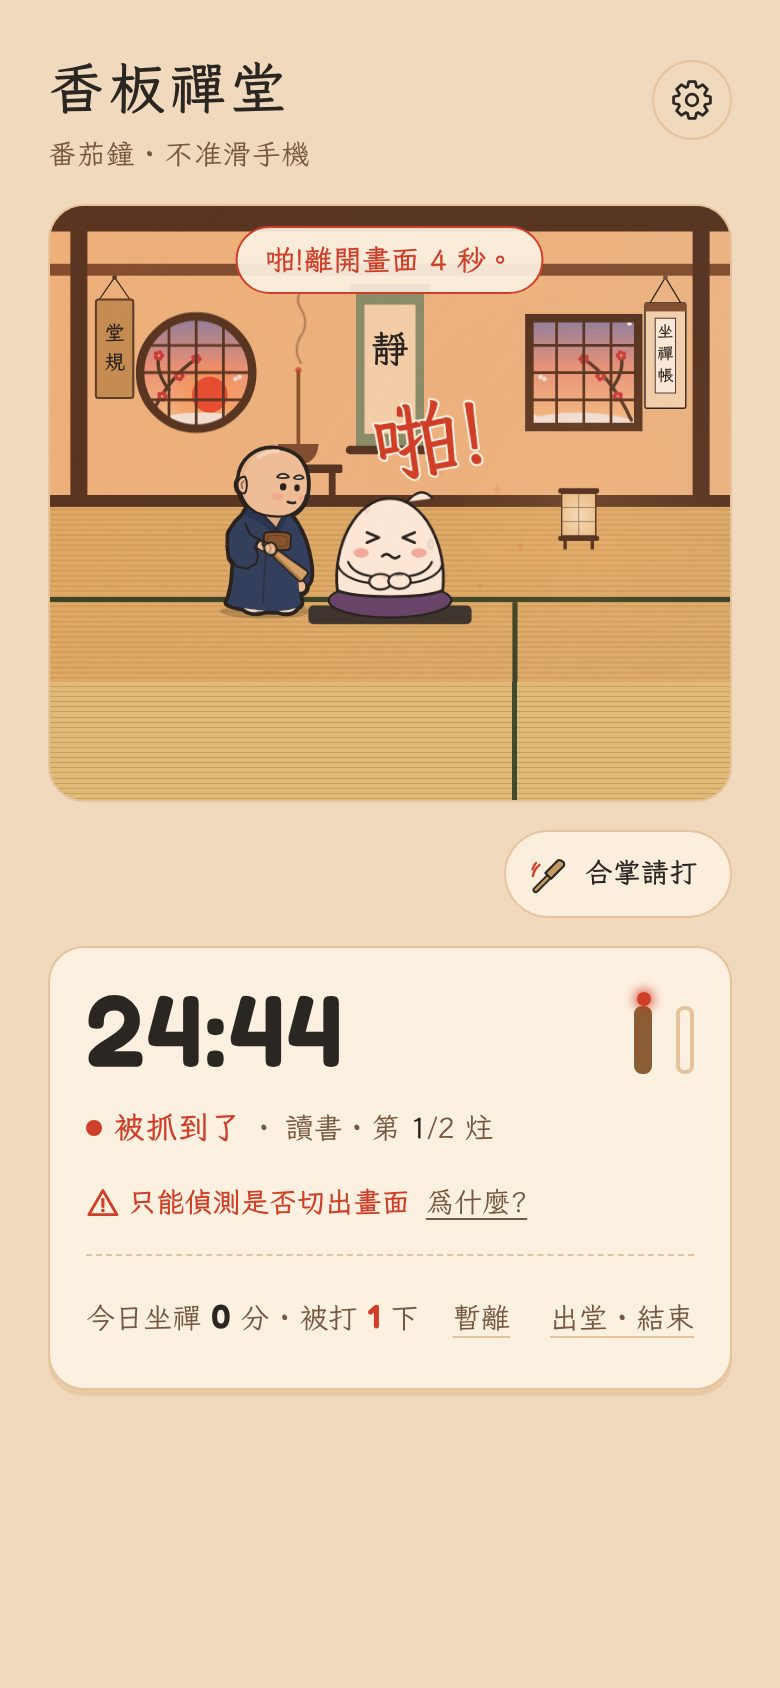 香板禪堂
番茄鐘・不准滑手機
啪!離開畫面 4 秒。
堂規
靜
坐禪帳
啪!
合掌請打
24:44
被抓到了 ・ 讀書・第 1/2 炷
只能偵測是否切出畫面 為什麼?
今日坐禪 0 分・被打 1 下 暫離 出堂・結束